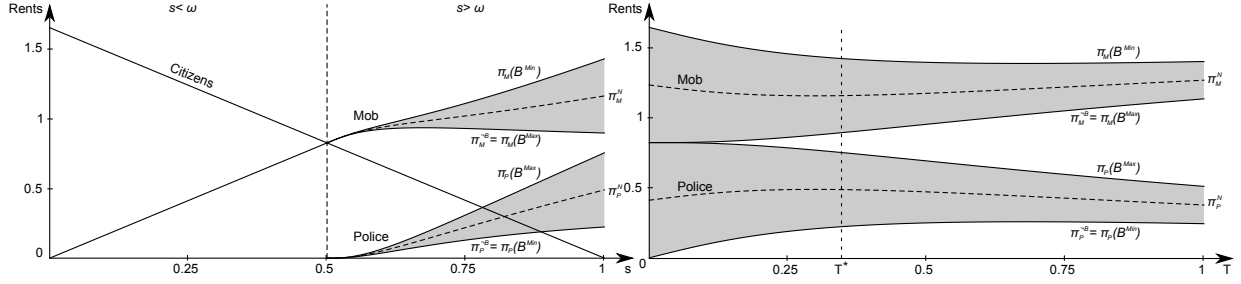 Rents
s< ω
s> ω
1.5
Citizens
π_M(B^Min)
π_M^N
1
Mob
π_M^¬B = π_M(B^Max)
π_P(B^Max)
0.5
π_P^N
Police
π_P^¬B = π_P(B^Min)
0
0.25
0.5
0.75
1
s
Rents
1.5
π_M(B^Min)
Mob
π_M^N
1
π_M^¬B = π_M(B^Max)
π_P(B^Max)
0.5
Police
π_P^N
π_P^¬B = π_P(B^Min)
0
0.25
T*
0.5
0.75
1
T